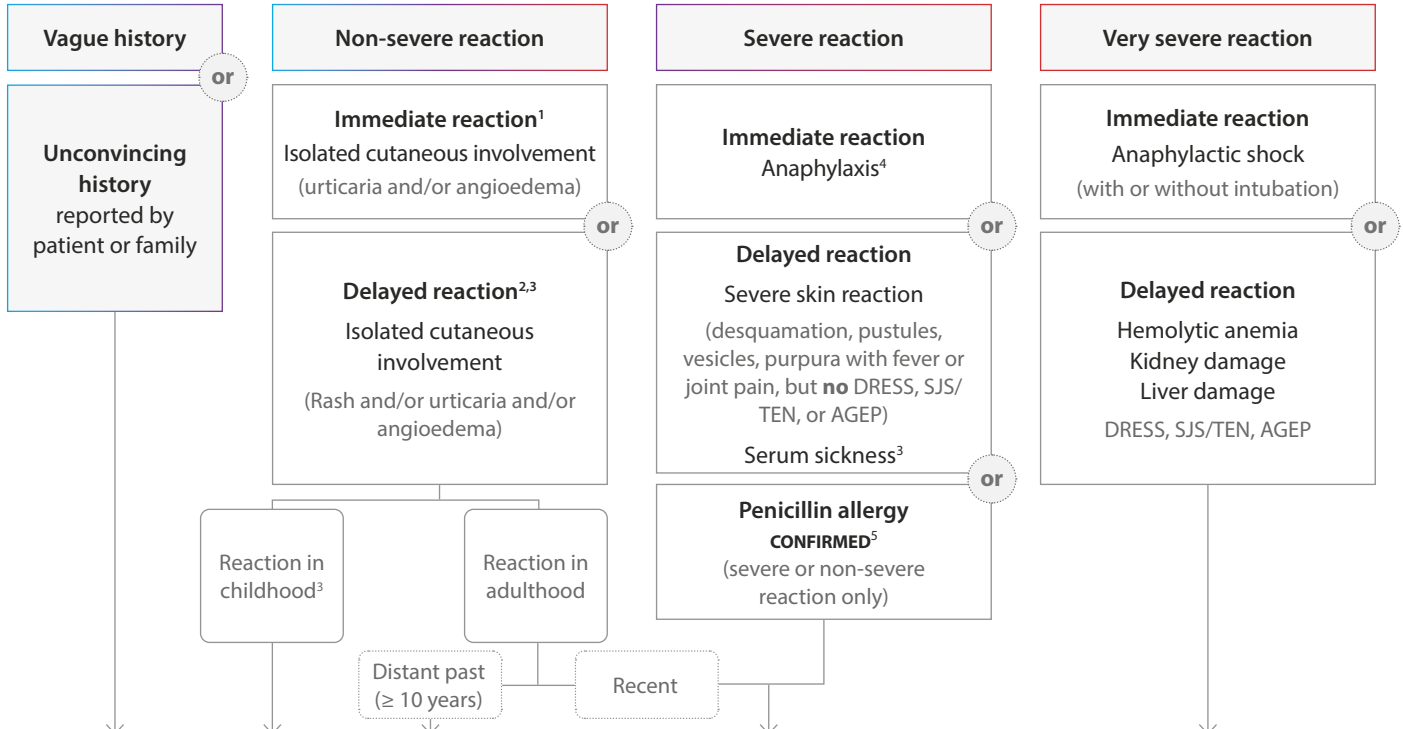 Vague history
or
Unconvincing
history
reported by
patient or family
Non-severe reaction
Immediate reaction¹
Isolated cutaneous involvement
(urticaria and/or angioedema)
or
Delayed reaction²,³
Isolated cutaneous
involvement
(Rash and/or urticaria and/or
angioedema)
Reaction in
childhood³
Reaction in
adulthood
Distant past
(≥ 10 years)
Recent
Severe reaction
Immediate reaction
Anaphylaxis⁴
or
Delayed reaction
Severe skin reaction
(desquamation, pustules,
vesicles, purpura with fever or
joint pain, but no DRESS, SJS/
TEN, or AGEP)
Serum sickness³
or
Penicillin allergy
CONFIRMED⁵
(severe or non-severe
reaction only)
Very severe reaction
Immediate reaction
Anaphylactic shock
(with or without intubation)
or
Delayed reaction
Hemolytic anemia
Kidney damage
Liver damage
DRESS, SJS/TEN, AGEP